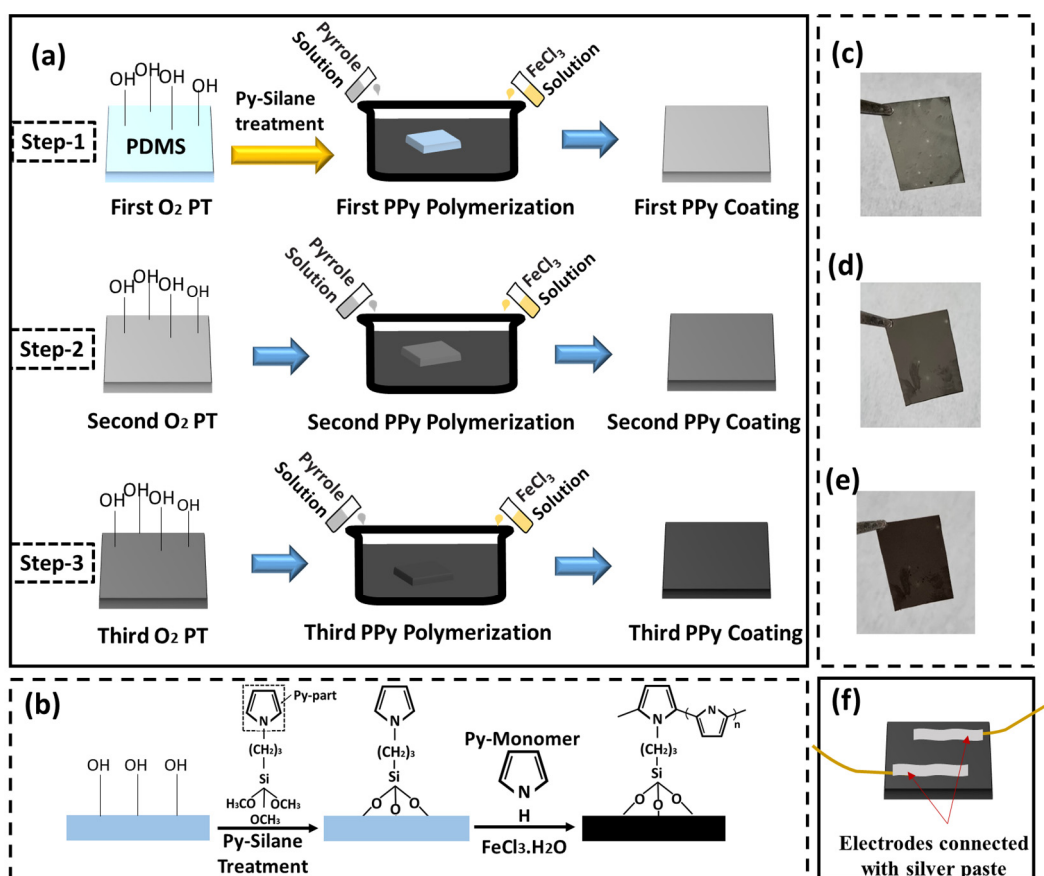 (a)
OH OH OH OH
Pyrrole
Solution
FeCl3
Solution
Step-1
PDMS
Py-Silane
treatment
First O2 PT
First PPy Polymerization
First PPy Coating
OH OH OH OH
Pyrrole
Solution
FeCl3
Solution
Step-2
Second O2 PT
Second PPy Polymerization
Second PPy Coating
OH OH OH OH
Pyrrole
Solution
FeCl3
Solution
Step-3
Third O2 PT
Third PPy Polymerization
Third PPy Coating
(b)
OH OH OH
N
Py-part
(CH2)3
Si
H3CO OCH3
OCH3
Py-Silane
Treatment
N
(CH2)3
Si
O O O
Py-Monomer
N
H
FeCl3.H2O
N N n
(CH2)3
Si
O O O
(c)
(d)
(e)
(f)
Electrodes connected
with silver paste